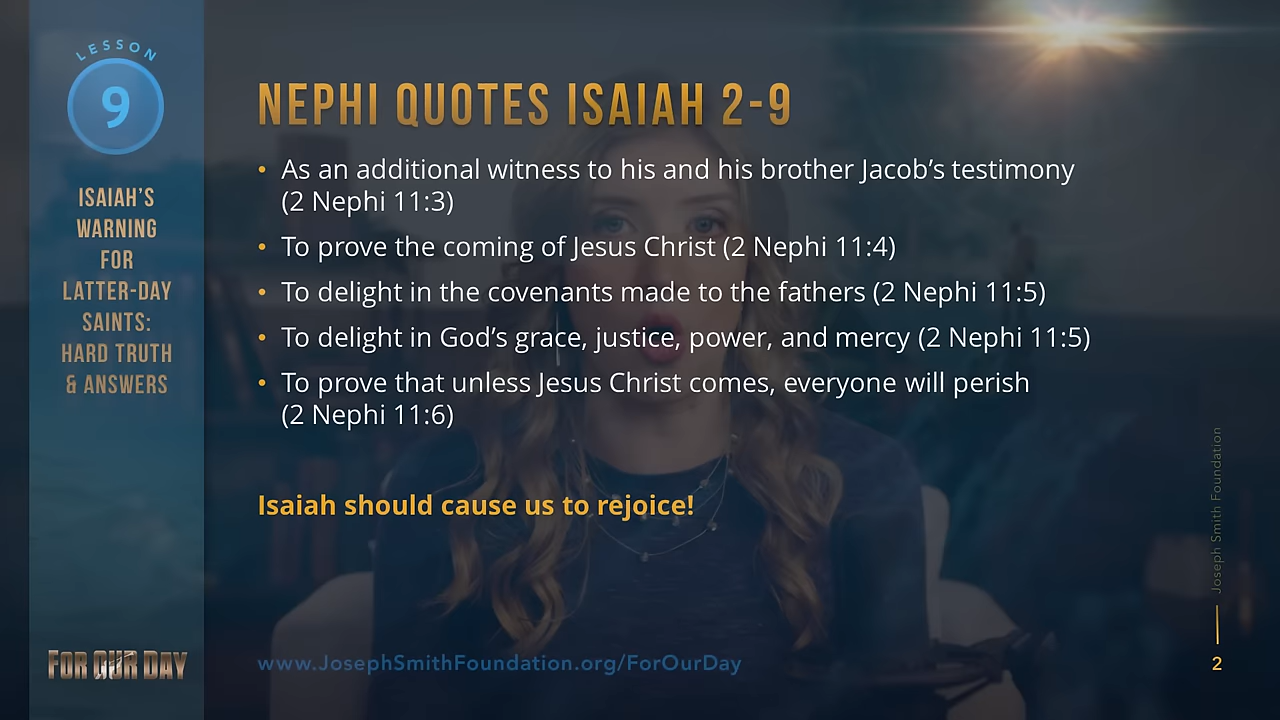 LESSON
9
ISAIAH'S
WARNING
FOR
LATTER-DAY
SAINTS:
HARD TRUTH
& ANSWERS
FOR OUR DAY
NEPHI QUOTES ISAIAH 2-9
• As an additional witness to his and his brother Jacob’s testimony
(2 Nephi 11:3)
• To prove the coming of Jesus Christ (2 Nephi 11:4)
• To delight in the covenants made to the fathers (2 Nephi 11:5)
• To delight in God’s grace, justice, power, and mercy (2 Nephi 11:5)
• To prove that unless Jesus Christ comes, everyone will perish
(2 Nephi 11:6)
Isaiah should cause us to rejoice!
www.JosephSmithFoundation.org/ForOurDay
Joseph Smith Foundation
2